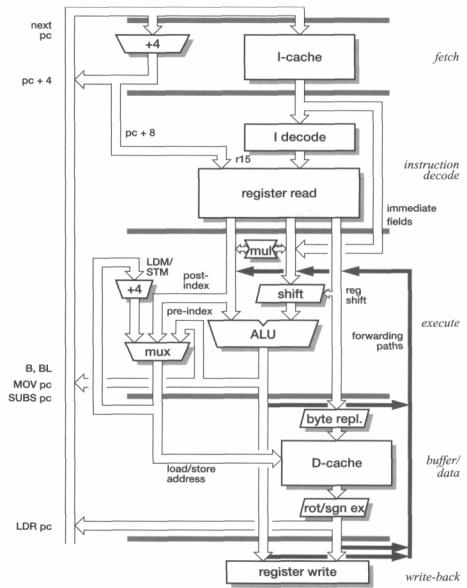 next
pc
+4
I-cache
fetch
pc + 4
pc + 8
I decode
r15
instruction
decode
register read
immediate
fields
mul
LDM/
STM
post-
index
+4
shift
reg
shift
pre-index
ALU
execute
forwarding
paths
mux
B, BL
MOV pc
SUBS pc
byte repl.
D-cache
buffer/
data
load/store
address
rot/sgn ex
LDR pc
register write
write-back